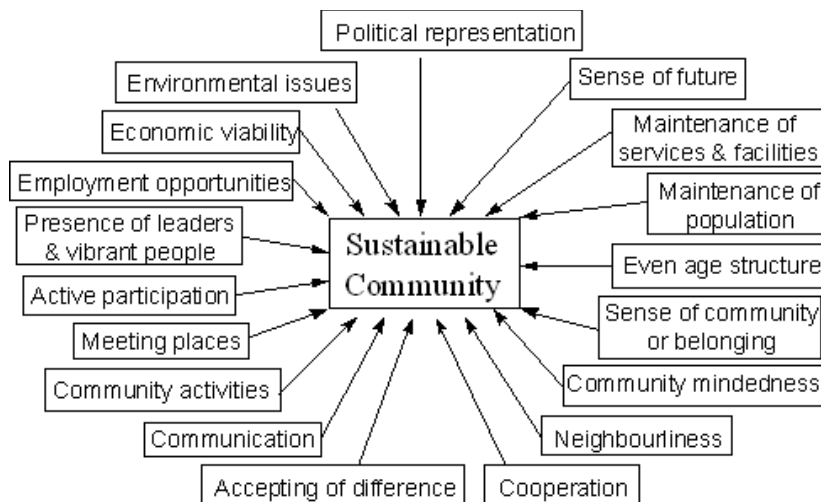 Political representation
Environmental issues
Sense of future
Economic viability
Maintenance of
services & facilities
Employment opportunities
Maintenance of
population
Presence of leaders
& vibrant people
Sustainable
Community
Even age structure
Active participation
Sense of community
or belonging
Meeting places
Community mindedness
Community activities
Communication
Neighbourliness
Accepting of difference
Cooperation